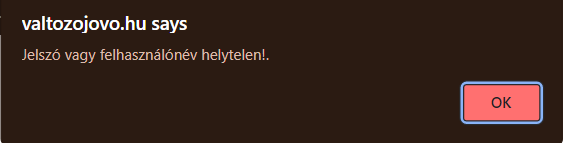 valtozojovo.hu says
Jelszó vagy felhasználónév helytelen!.
OK